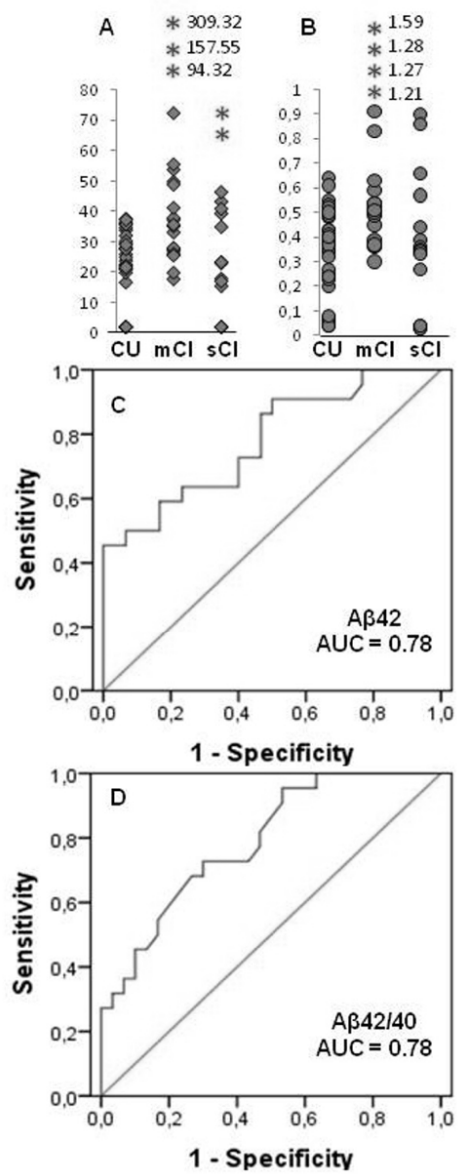 A
* 309.32
* 157.55
* 94.32
80
70
60
50
40
30
20
10
0
CU mCI sCI
* *
B
* 1.59
* 1.28
* 1.27
* 1.21
1
0,9
0,8
0,7
0,6
0,5
0,4
0,3
0,2
0,1
0
CU mCI sCI
C
Sensitivity
1,0
0,8
0,6
0,4
0,2
0,0
Aβ42
AUC = 0.78
0,0 0,2 0,4 0,6 0,8 1,0
1 - Specificity
D
Sensitivity
1,0
0,8
0,6
0,4
0,2
0,0
Aβ42/40
AUC = 0.78
0,0 0,2 0,4 0,6 0,8 1,0
1 - Specificity